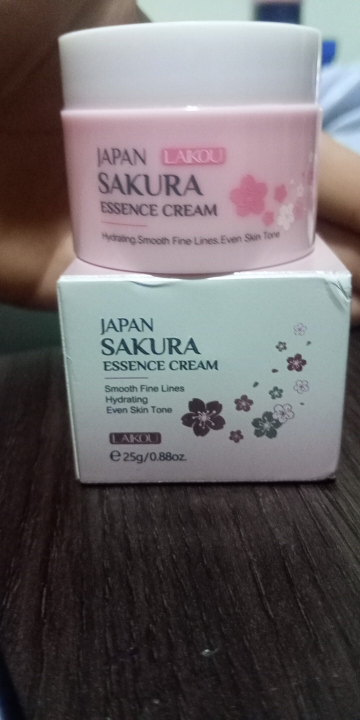 JAPAN LAIKOU
SAKURA
ESSENCE CREAM
Hydrating.Smooth Fine Lines.Even Skin Tone
JAPAN
SAKURA
ESSENCE CREAM
Smooth Fine Lines
Hydrating
Even Skin Tone
LAIKOU
℮25g/0.88oz.